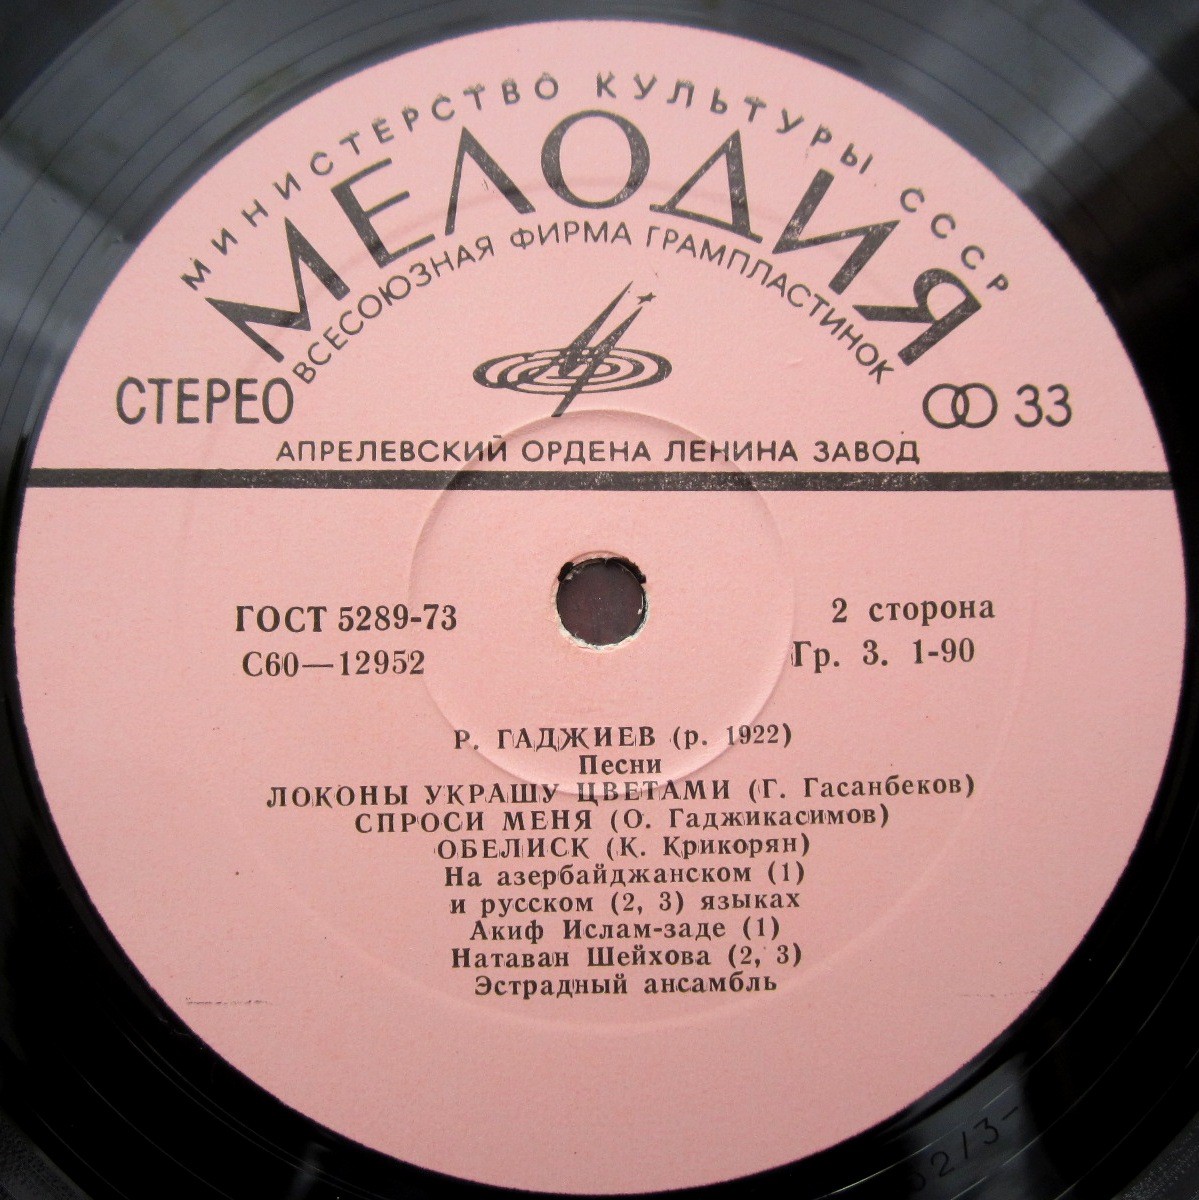 МИНИСТЕРСТВО КУЛЬТУРЫ СССР
МЕЛОДИЯ
ВСЕСОЮЗНАЯ ФИРМА ГРАМПЛАСТИНОК
СТЕРЕО
33
АПРЕЛЕВСКИЙ ОРДЕНА ЛЕНИНА ЗАВОД
ГОСТ 5289-73
2 сторона
С60—12952
Гр. 3. 1-90
Р. ГАДЖИЕВ (р. 1922)
Песни
ЛОКОНЫ УКРАШУ ЦВЕТАМИ (Г. Гасанбеков)
СПРОСИ МЕНЯ (О. Гаджикасимов)
ОБЕЛИСК (К. Крикорян)
На азербайджанском (1)
и русском (2, 3) языках
Акиф Ислам-заде (1)
Натаван Шейхова (2, 3)
Эстрадный ансамбль